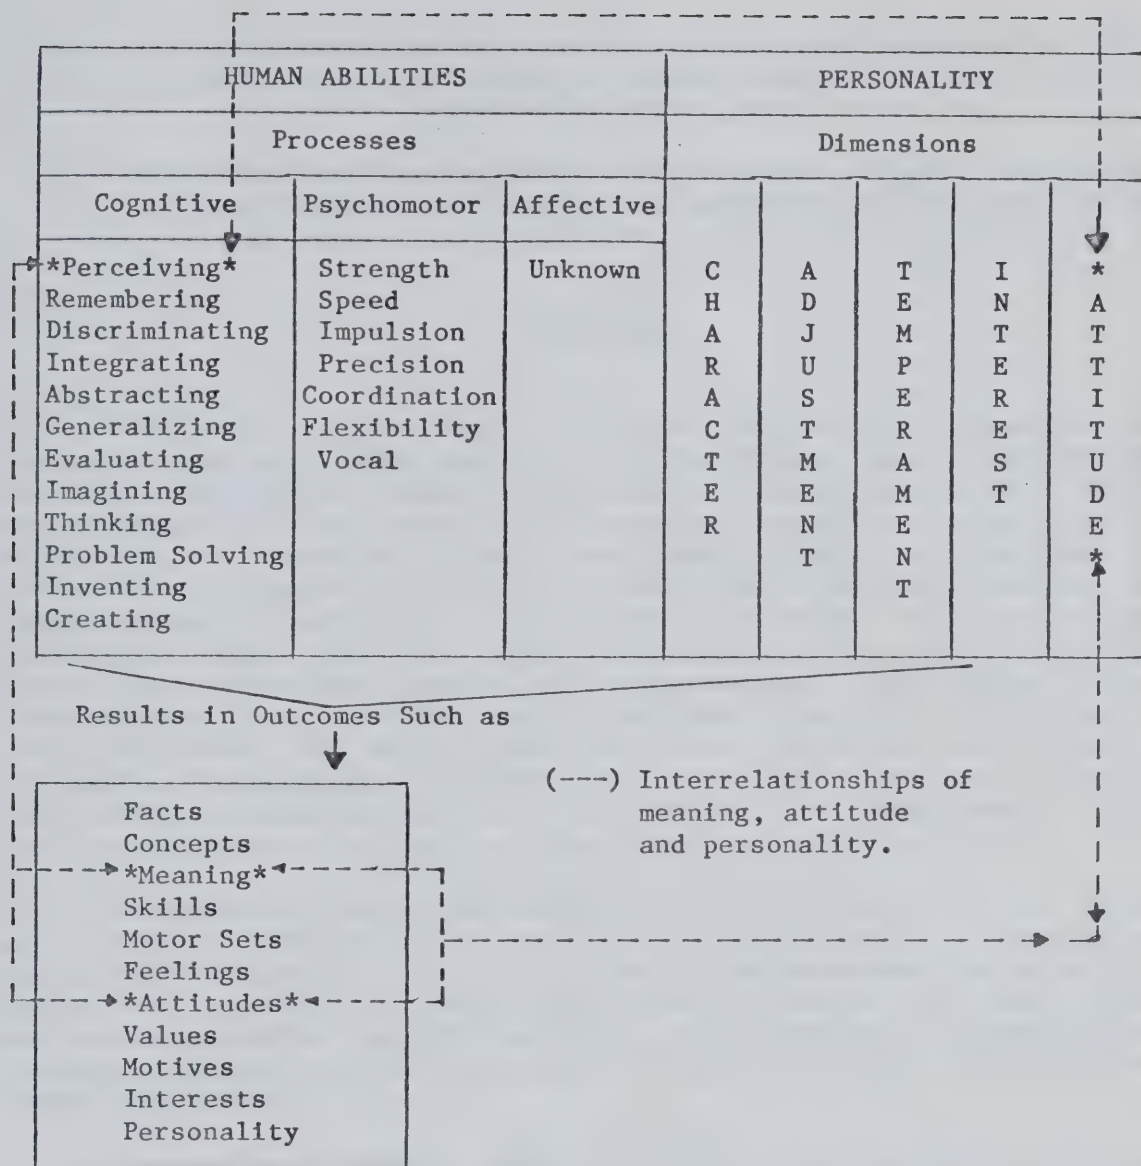 HUMAN ABILITIES PERSONALITY
Processes Dimensions
Cognitive Psychomotor Affective
*Perceiving* Strength Unknown C A T I *
Remembering Speed H D E N A
Discriminating Impulsion A J M T T
Integrating Precision R U P E T
Abstracting Coordination A S E R I
Generalizing Flexibility C T R E T
Evaluating Vocal T M A S U
Imagining E E M T D
Thinking R N E E
Problem Solving T N *
Inventing T
Creating
Results in Outcomes Such as
(---) Interrelationships of
meaning, attitude
and personality.
Facts
Concepts
*Meaning*
Skills
Motor Sets
Feelings
*Attitudes*
Values
Motives
Interests
Personality